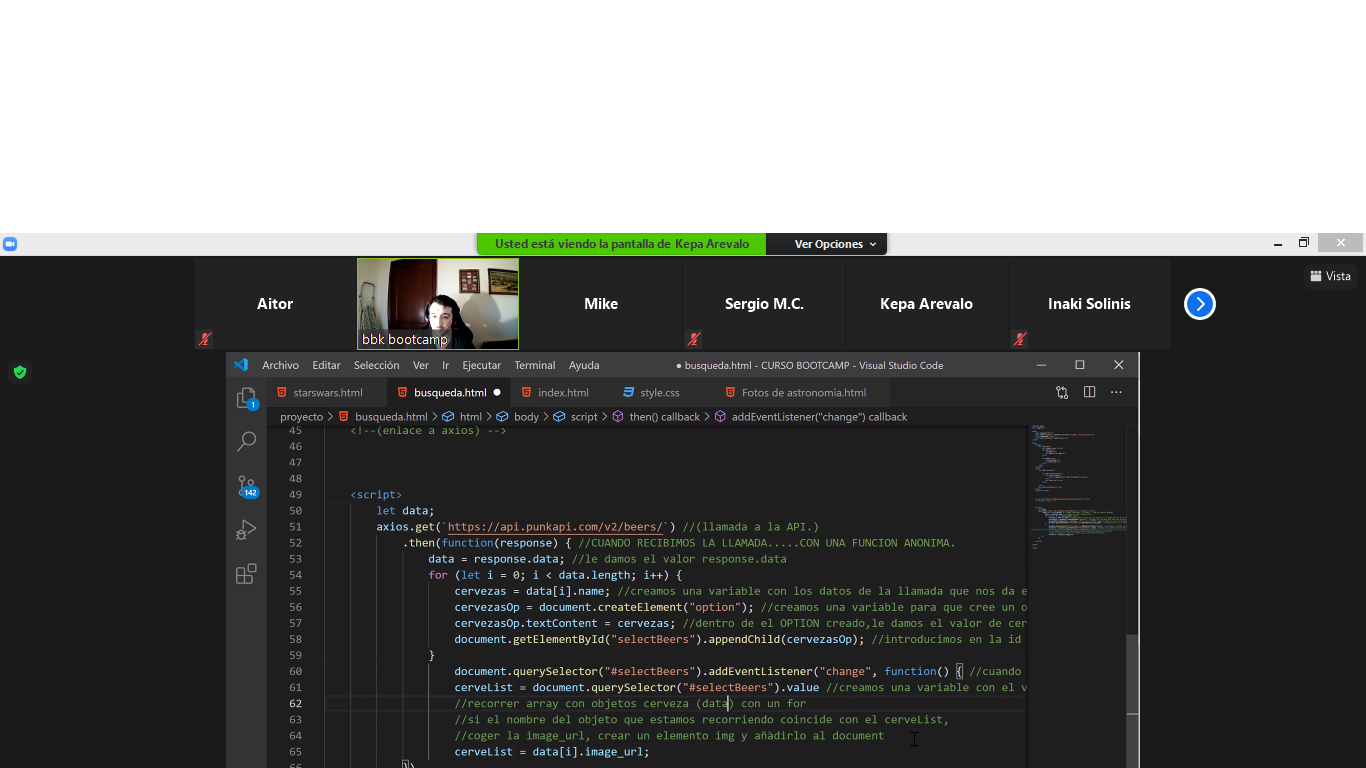 Usted está viendo la pantalla de Kepa Arevalo
Ver Opciones
Vista
Aitor
bbk bootcamp
Mike
Sergio M.C.
Kepa Arevalo
Inaki Solinis
Archivo Editar Selección Ver Ir Ejecutar Terminal Ayuda
● busqueda.html - CURSO BOOTCAMP - Visual Studio Code
starswars.html busqueda.html ● index.html style.css Fotos de astronomia.html
proyecto > busqueda.html > html > body > script > then() callback > addEventListener("change") callback
1
142
45 <!--(enlace a axios) -->
46
47
48
49 <script>
50 let data;
51 axios.get(`https://api.punkapi.com/v2/beers/`) //(llamada a la API.)
52 .then(function(response) { //CUANDO RECIBIMOS LA LLAMADA.....CON UNA FUNCION ANONIMA.
53 data = response.data; //le damos el valor response.data
54 for (let i = 0; i < data.length; i++) {
55 cervezas = data[i].name; //creamos una variable con los datos de la llamada que nos da e
56 cervezasOp = document.createElement("option"); //creamos una variable para que cree un o
57 cervezasOp.textContent = cervezas; //dentro de el OPTION creado,le damos el valor de cer
58 document.getElementById("selectBeers").appendChild(cervezasOp); //introducimos en la id
59 }
60 document.querySelector("#selectBeers").addEventListener("change", function() { //cuando
61 cerveList = document.querySelector("#selectBeers").value //creamos una variable con el v
62 //recorrer array con objetos cerveza (data) con un for
63 //si el nombre del objeto que estamos recorriendo coincide con el cerveList,
64 //coger la image_url, crear un elemento img y añàdirlo al document
65 cerveList = data[i].image_url;
66 })